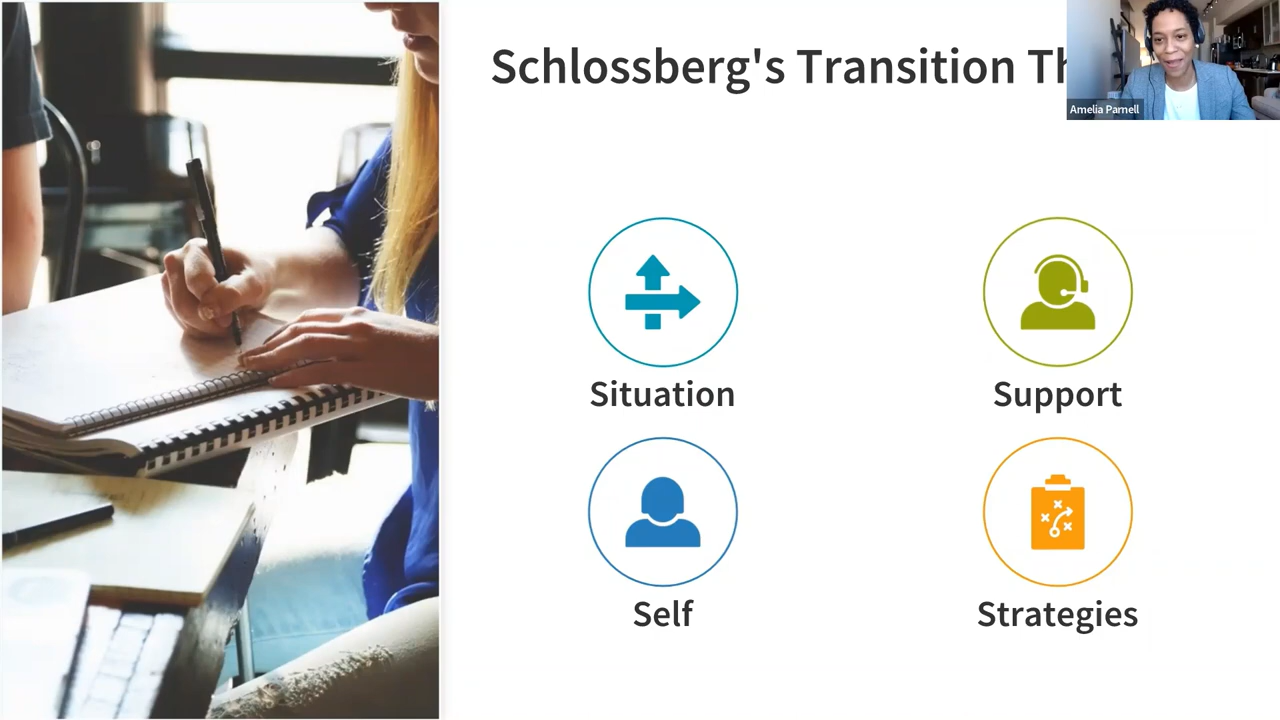 Schlossberg's Transition Th
Amelia Parnell
Situation
Support
Self
Strategies